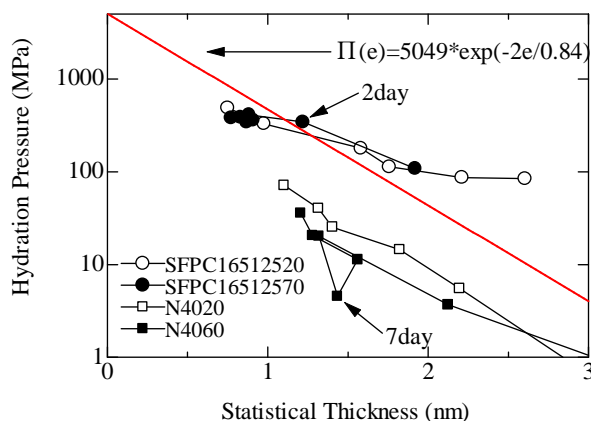 Π(e)=5049*exp(-2e/0.84)
1000
2day
100
Hydration Pressure (MPa)
10
SFPC16512520
SFPC16512570
N4020
N4060
7day
1
0 1 2 3
Statistical Thickness (nm)